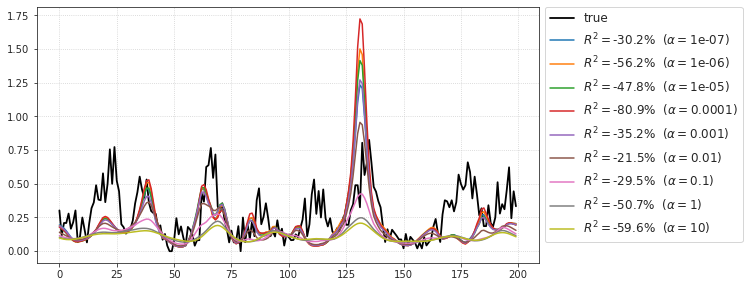 1.75
1.50
1.25
1.00
0.75
0.50
0.25
0.00
0 25 50 75 100 125 150 175 200
true
R² = -30.2% (α = 1e-07)
R² = -56.2% (α = 1e-06)
R² = -47.8% (α = 1e-05)
R² = -80.9% (α = 0.0001)
R² = -35.2% (α = 0.001)
R² = -21.5% (α = 0.01)
R² = -29.5% (α = 0.1)
R² = -50.7% (α = 1)
R² = -59.6% (α = 10)